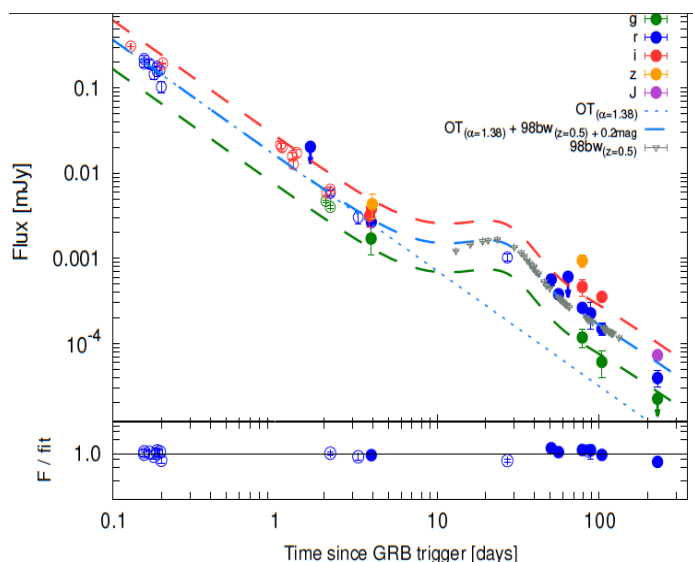 g
r
i
z
J
OT(α=1.38)
OT(α=1.38) + 98bw(z=0.5) + 0.2mag
98bw(z=0.5)
Flux [mJy]
0.1
0.01
0.001
10⁻⁴
F / fit
1.0
0.1 1 10 100
Time since GRB trigger [days]